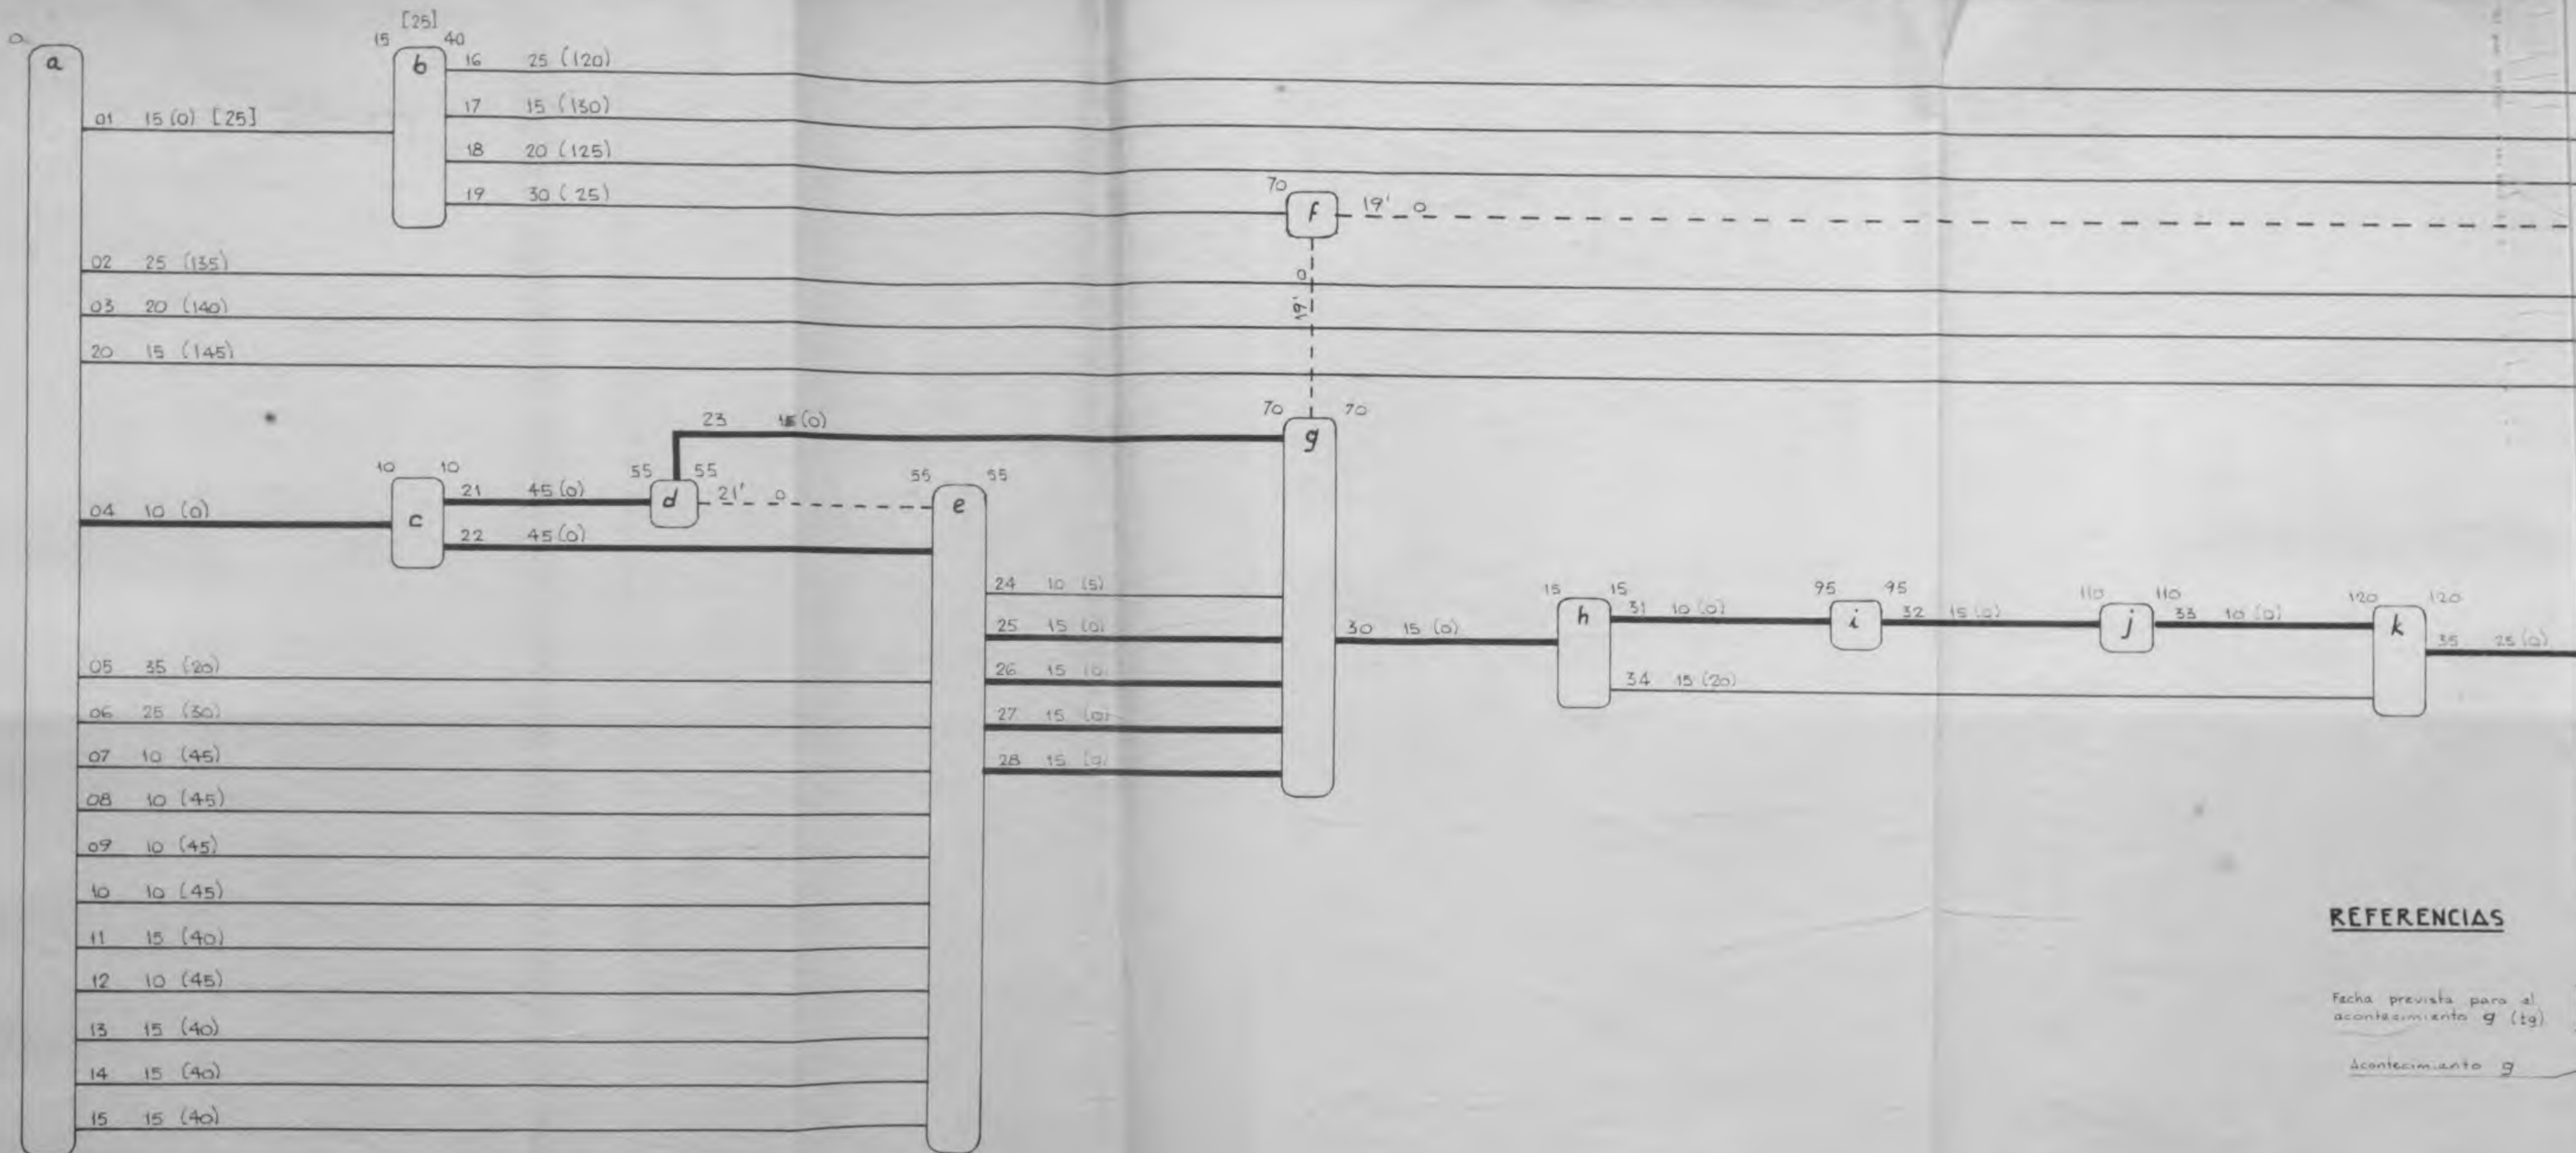 [25]
0 15 40
a b
16 25 (120)
17 15 (130)
01 15 (0) [25]
18 20 (125)
19 30 (25)
70
f 19' 0
02 25 (135)
19' 0
03 20 (140)
20 15 (145)
23 15 (0)
70 70
g
10 10
55 55
55 55
21 45 (0)
d 21' 0
e
04 10 (0)
c
22 45 (0)
24 10 (5)
15 15
95 95
110 110
120 120
h 31 10 (0)
i 32 15 (0)
j 33 10 (0)
k
25 15 (0)
30 15 (0)
35 25 (0)
05 35 (20)
26 15 (0)
34 15 (20)
06 25 (30)
27 15 (0)
07 10 (45)
28 15 (0)
08 10 (45)
09 10 (45)
10 10 (45)
REFERENCIAS
11 15 (40)
12 10 (45)
Fecha prevista para el
acontecimiento g (tg)
13 15 (40)
14 15 (40)
Acontecimiento g
15 15 (40)